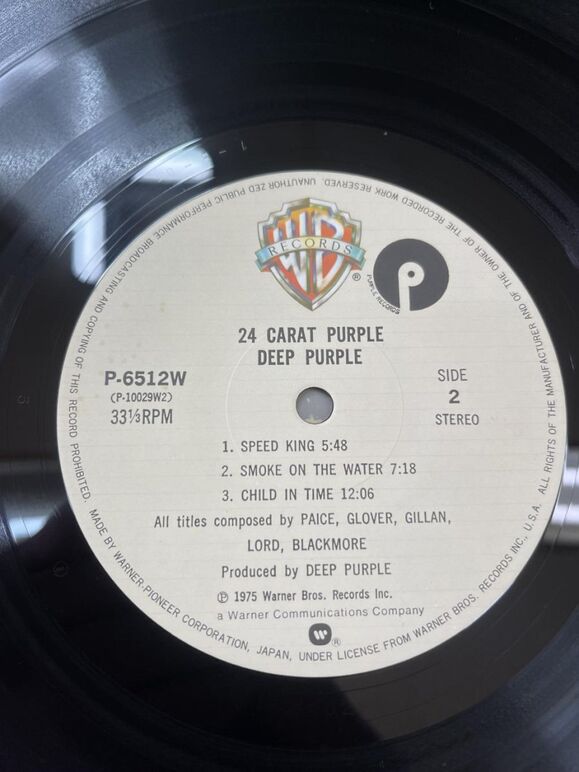 UNAUTHORIZED PUBLIC PERFORMANCE BROADCASTING AND COPYING OF THIS RECORD PROHIBITED.
ALL RIGHTS OF THE MANUFACTURER AND OF THE OWNER OF THE RECORDED WORK RESERVED.
WB
RECORDS
®
P
PURPLE RECORDS
24 CARAT PURPLE
DEEP PURPLE
P-6512W
(P-10029W2)
33⅓RPM
SIDE
2
STEREO
1. SPEED KING 5:48
2. SMOKE ON THE WATER 7:18
3. CHILD IN TIME 12:06
All titles composed by PAICE, GLOVER, GILLAN,
LORD, BLACKMORE
Produced by DEEP PURPLE
℗ 1975 Warner Bros. Records Inc.
a Warner Communications Company
®
MADE BY WARNER-PIONEER CORPORATION, JAPAN, UNDER LICENSE FROM WARNER BROS. RECORDS INC., U.S.A.